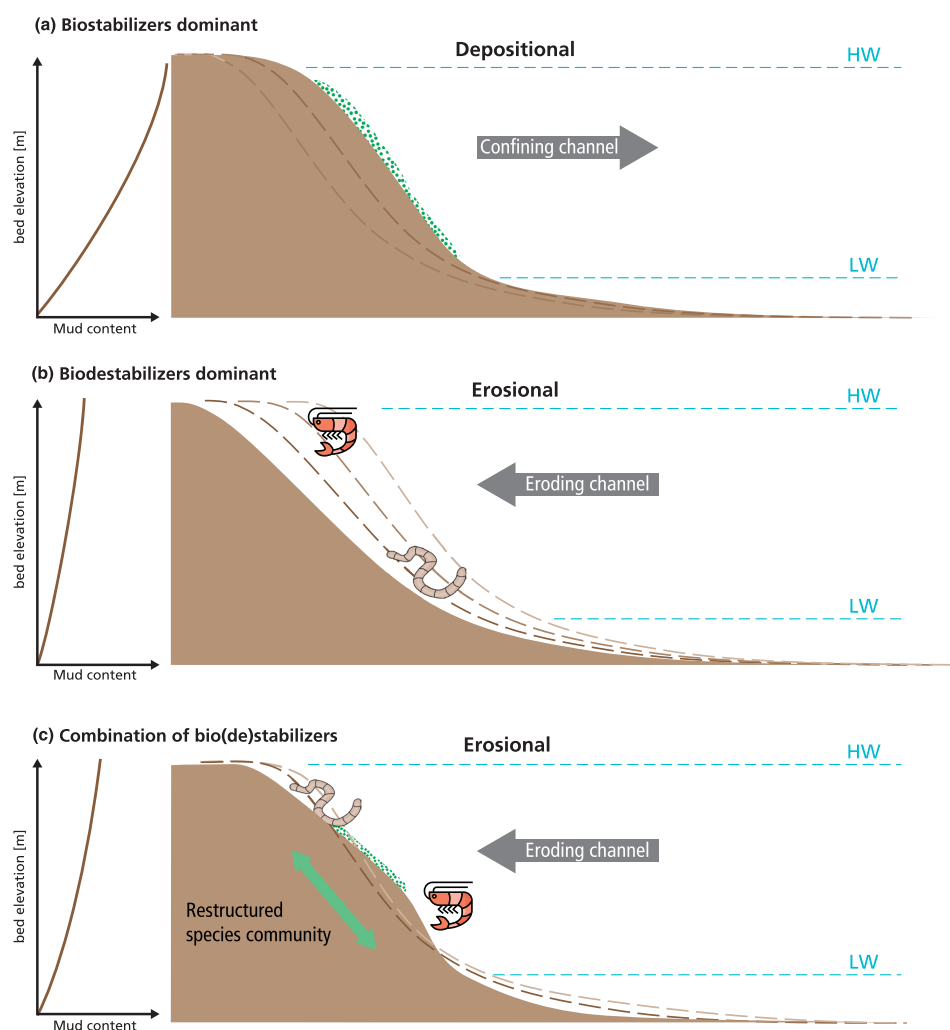 (a) Biostabilizers dominant
Depositional
HW
Confining channel
bed elevation [m]
LW
Mud content
(b) Biodestabilizers dominant
Erosional
HW
Eroding channel
bed elevation [m]
LW
Mud content
(c) Combination of bio(de)stabilizers
Erosional
HW
Eroding channel
bed elevation [m]
Restructured
species community
LW
Mud content